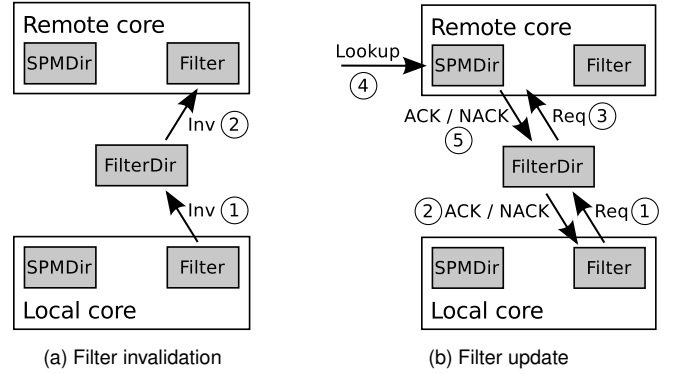 Remote core
SPMDir
Filter
Inv 2
FilterDir
Inv 1
SPMDir
Filter
Local core
(a) Filter invalidation
Remote core
Lookup
4
SPMDir
Filter
ACK / NACK
5
Req 3
FilterDir
2 ACK / NACK
Req 1
SPMDir
Filter
Local core
(b) Filter update